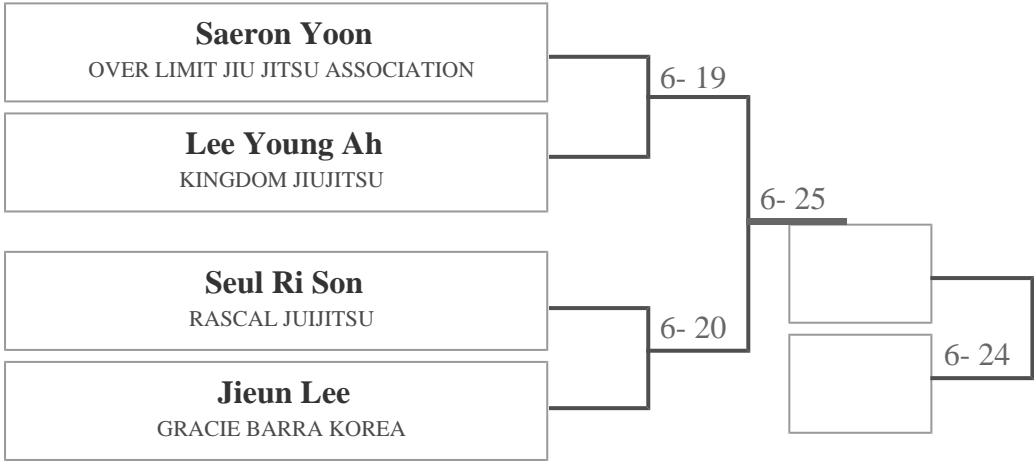 Saeron Yoon
OVER LIMIT JIU JITSU ASSOCIATION
6- 19
Lee Young Ah
KINGDOM JIUJITSU
6- 25
Seul Ri Son
RASCAL JUIJITSU
6- 20
6- 24
Jieun Lee
GRACIE BARRA KOREA